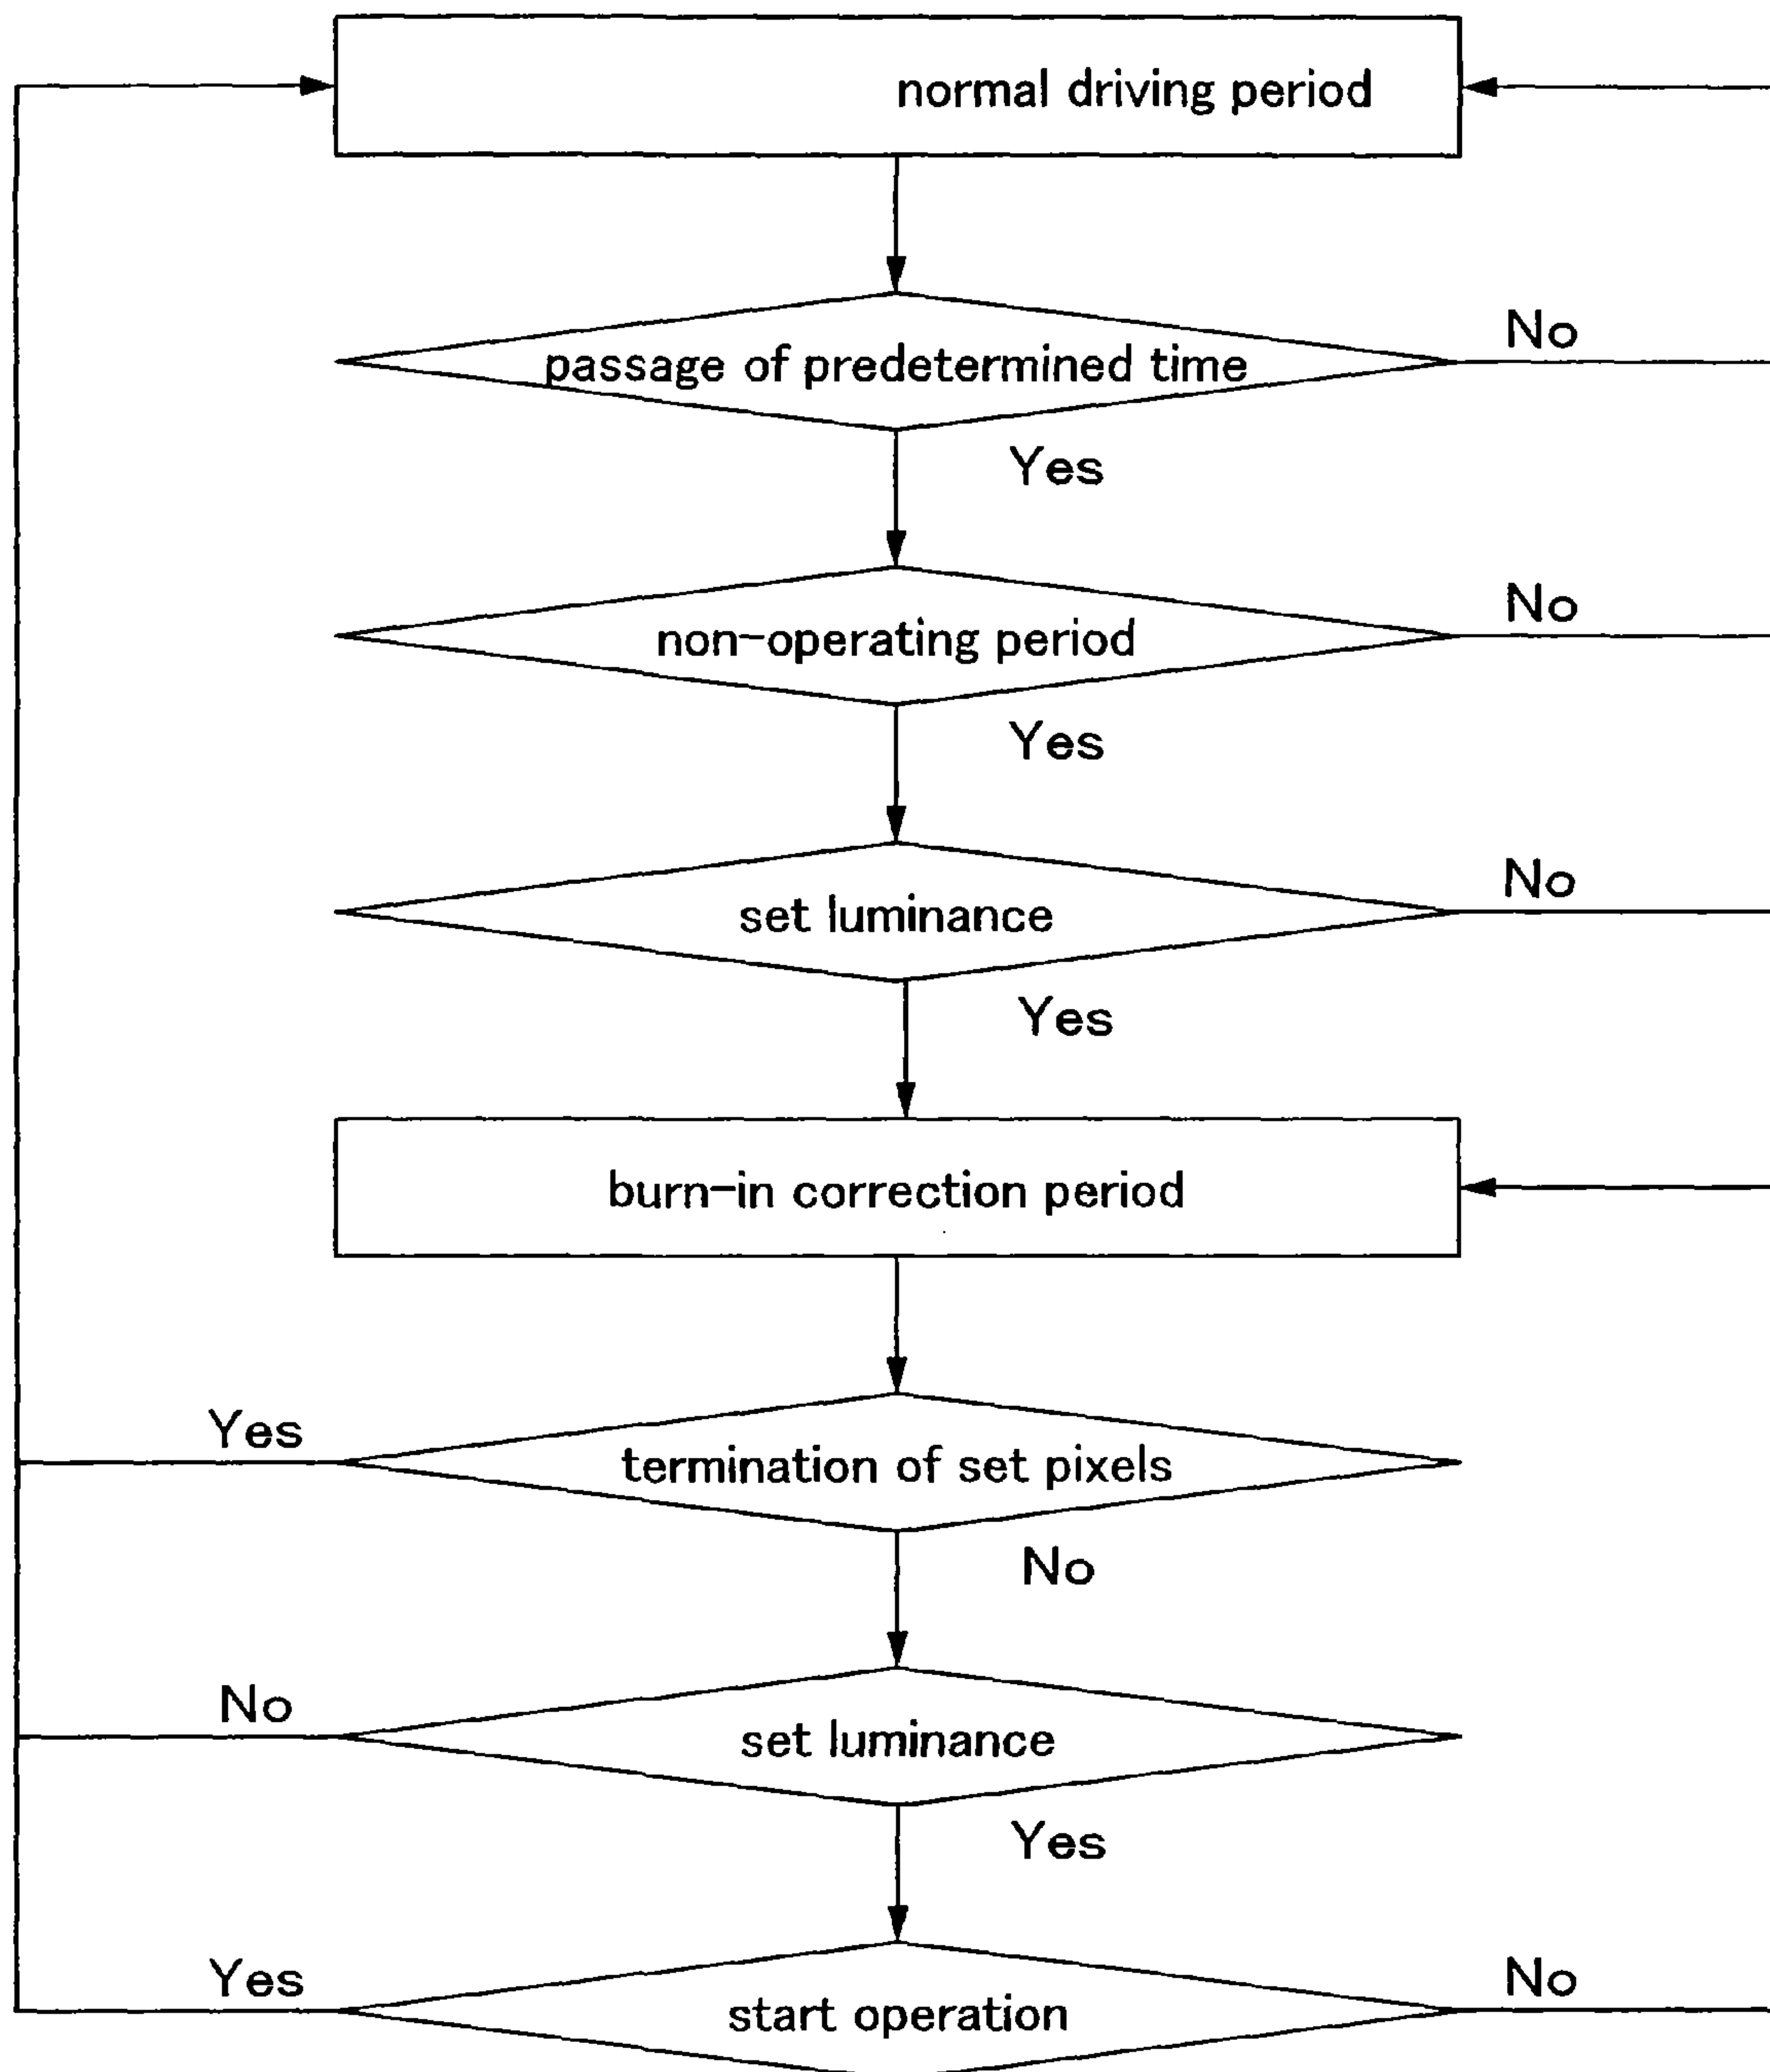 normal driving period
passage of predetermined time
No
Yes
non-operating period
No
Yes
set luminance
No
Yes
burn-in correction period
Yes
termination of set pixels
No
No
set luminance
Yes
Yes
start operation
No